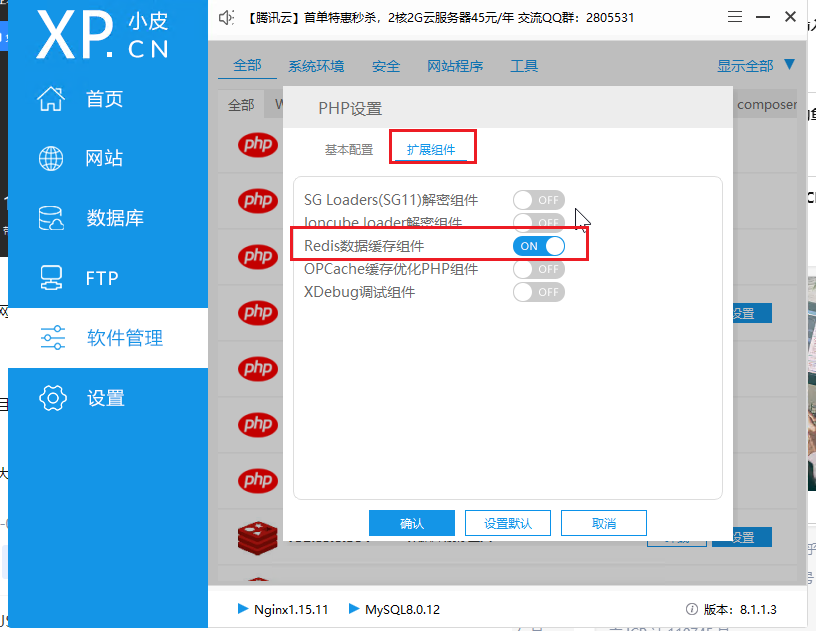 XP.CN 小皮
【腾讯云】首单特惠秒杀，2核2G云服务器45元/年 交流QQ群：2805531
首页
网站
数据库
FTP
软件管理
设置
全部 系统环境 安全 网站程序 工具 显示全部
全部 composer
PHP设置
基本配置 扩展组件
SG Loaders(SG11)解密组件 OFF
Ioncube loader解密组件 OFF
Redis数据缓存组件 ON
OPCache缓存优化PHP组件 OFF
XDebug调试组件 OFF
php
php
php
php
设置
php
php
php
设置
确认 设置默认 取消
Nginx1.15.11 MySQL8.0.12 版本：8.1.1.3